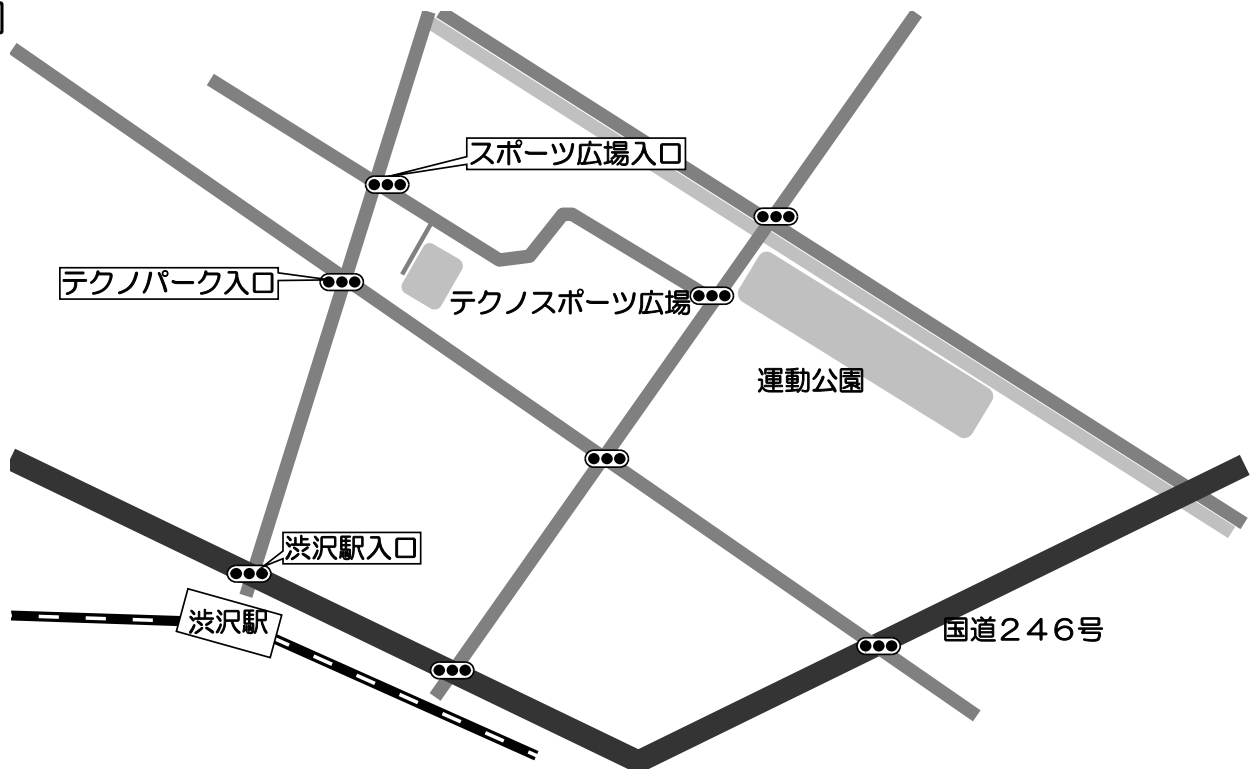 スポーツ広場入口
テクノパーク入口
テクノスポーツ広場
運動公園
渋沢駅入口
渋沢駅
国道２４６号